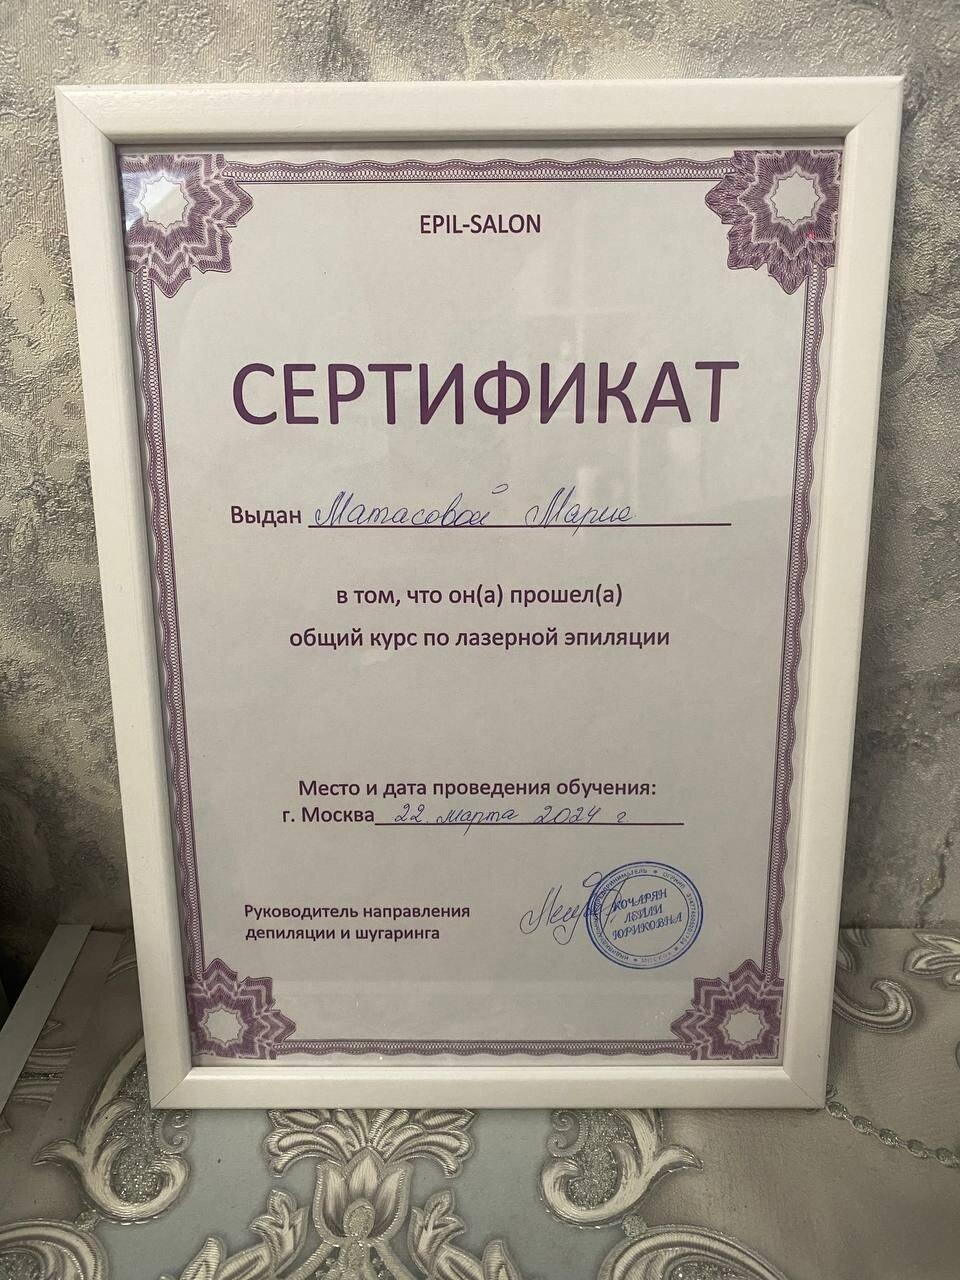 EPIL-SALON
СЕРТИФИКАТ
Выдан Матасовой Марие
в том, что он(а) прошел(а)
общий курс по лазерной эпиляции
Место и дата проведения обучения:
г. Москва 22 марта 2024 г
Руководитель направления
депиляции и шугаринга
КОЧАРЯН
ЛЕИЛИ
ЮРИКОВНА